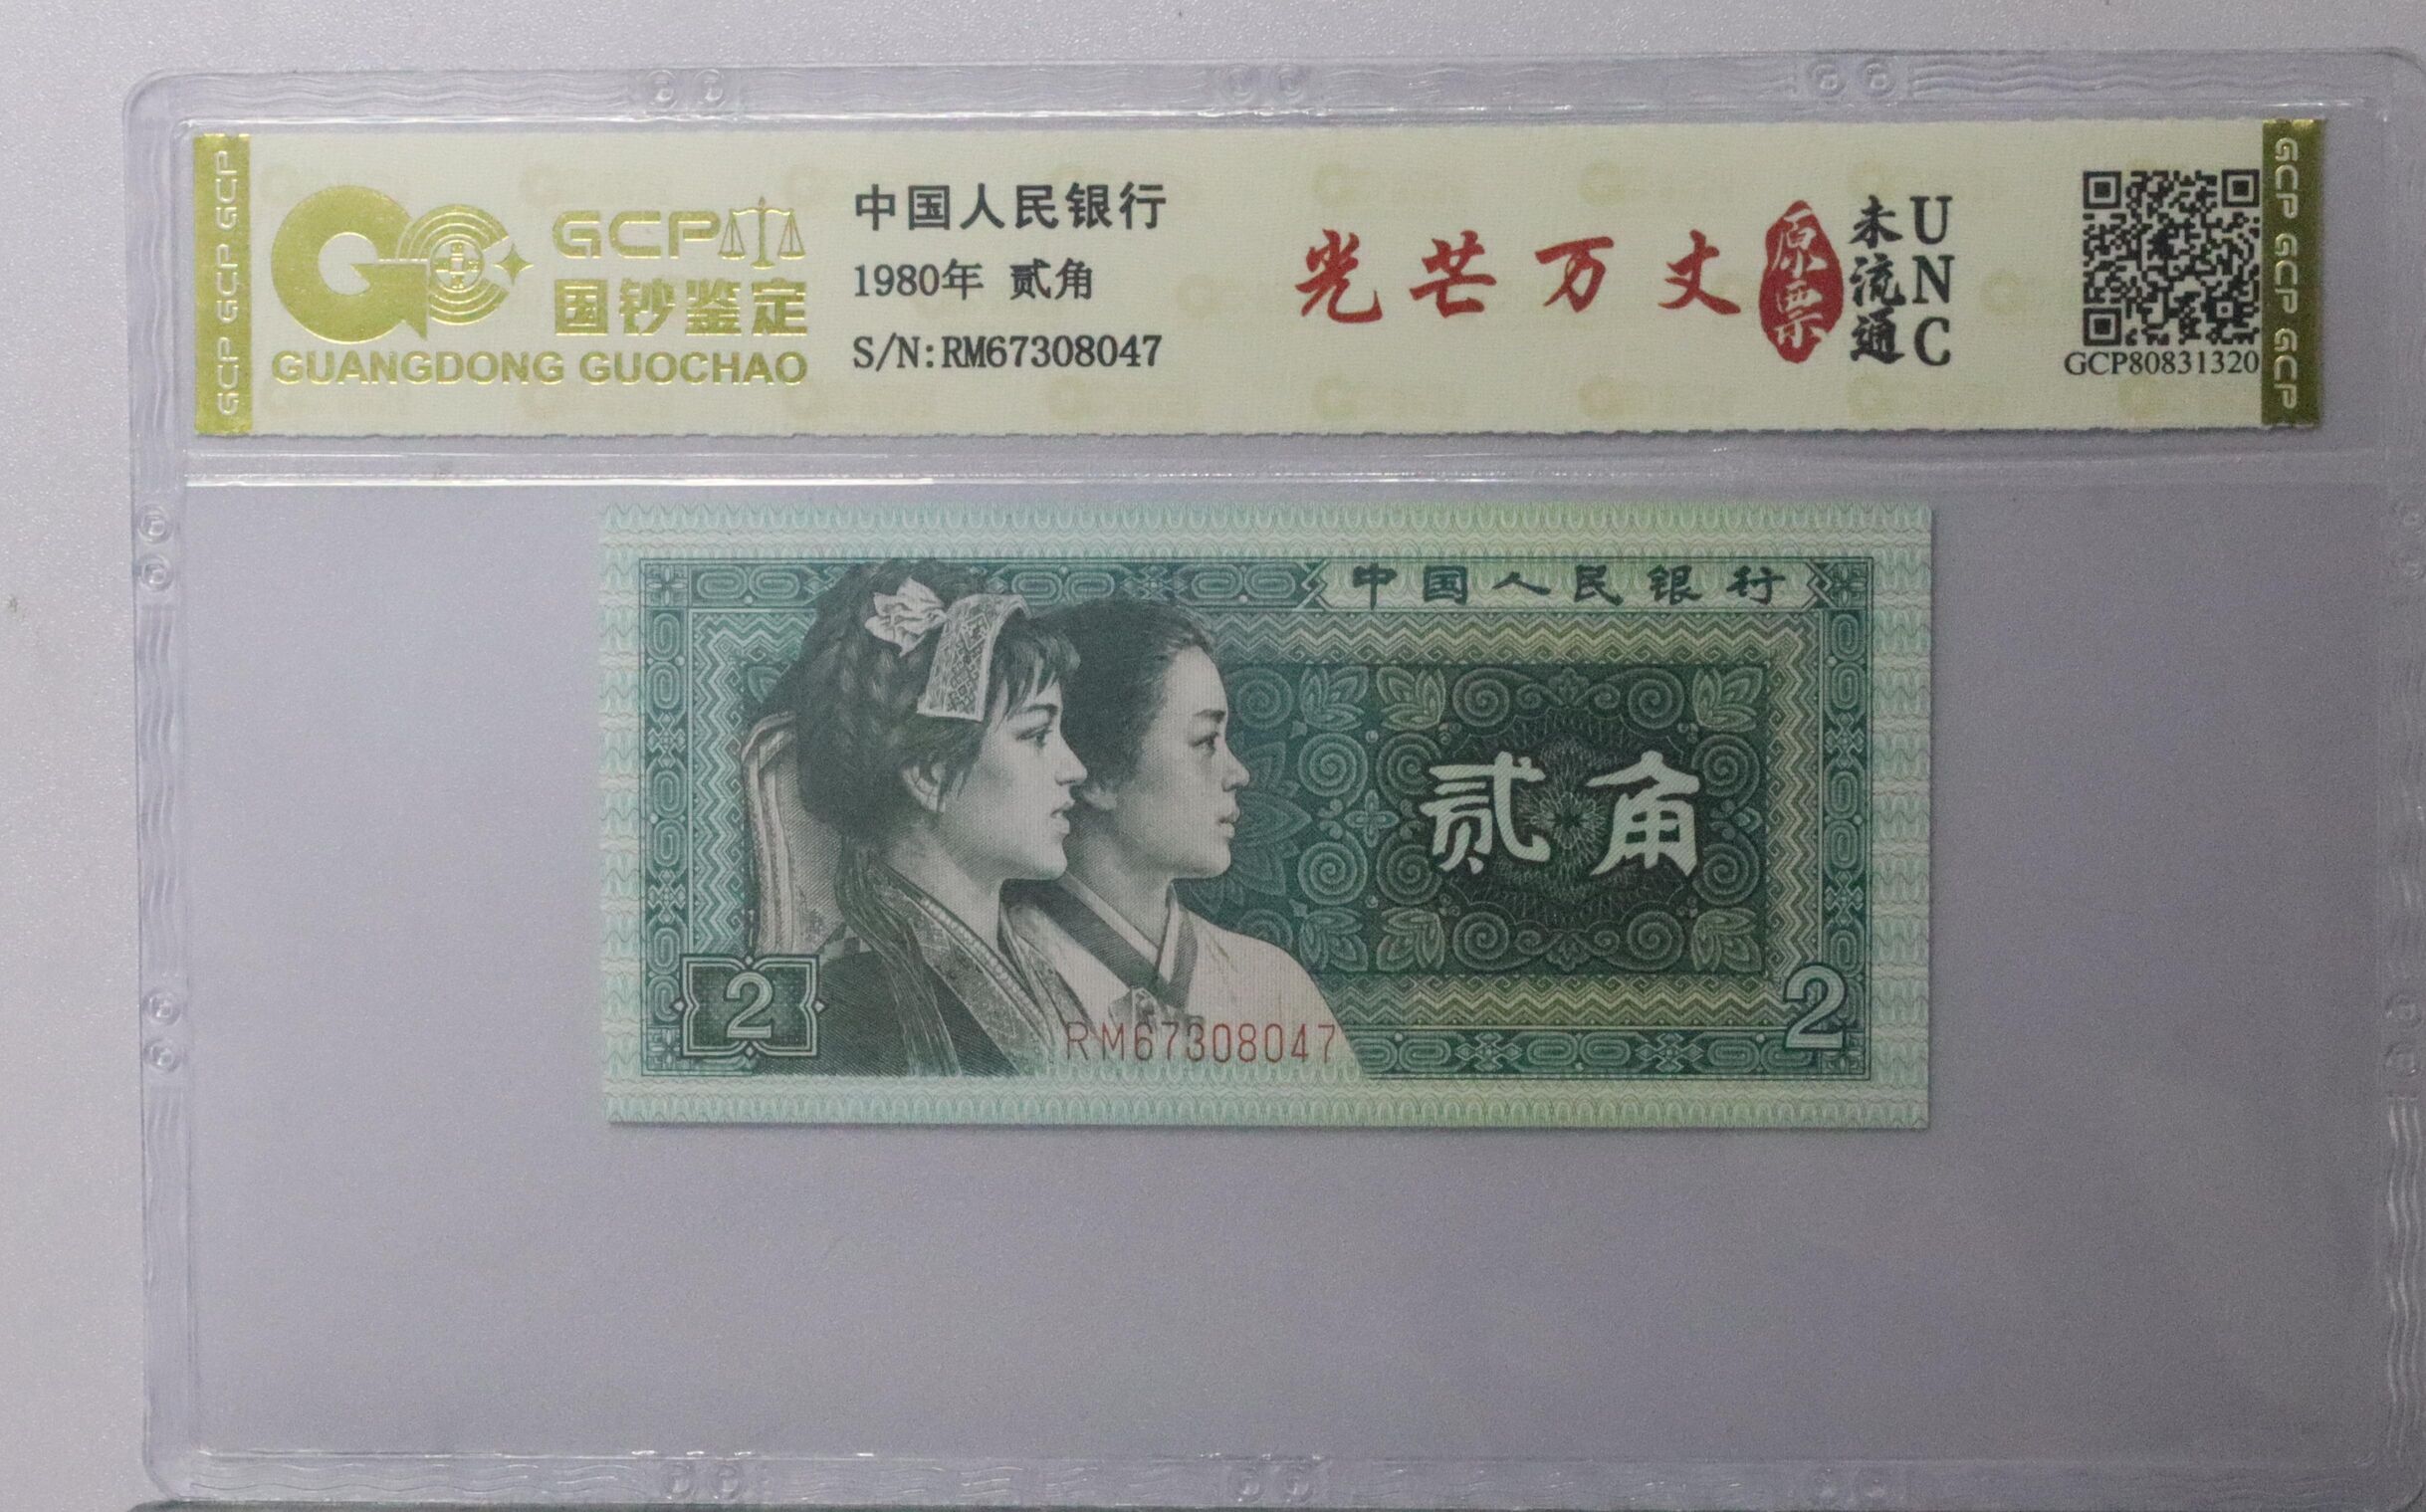 GCP GCP GCP
GCP
国钞鉴定
GUANGDONG GUOCHAO
中国人民银行
1980年 贰角
S/N:RM67308047
光芒万丈
原票
未流通
UNC
GCP80831320
GCP GCP GCP
中国人民银行
贰角
2
RM67308047
2